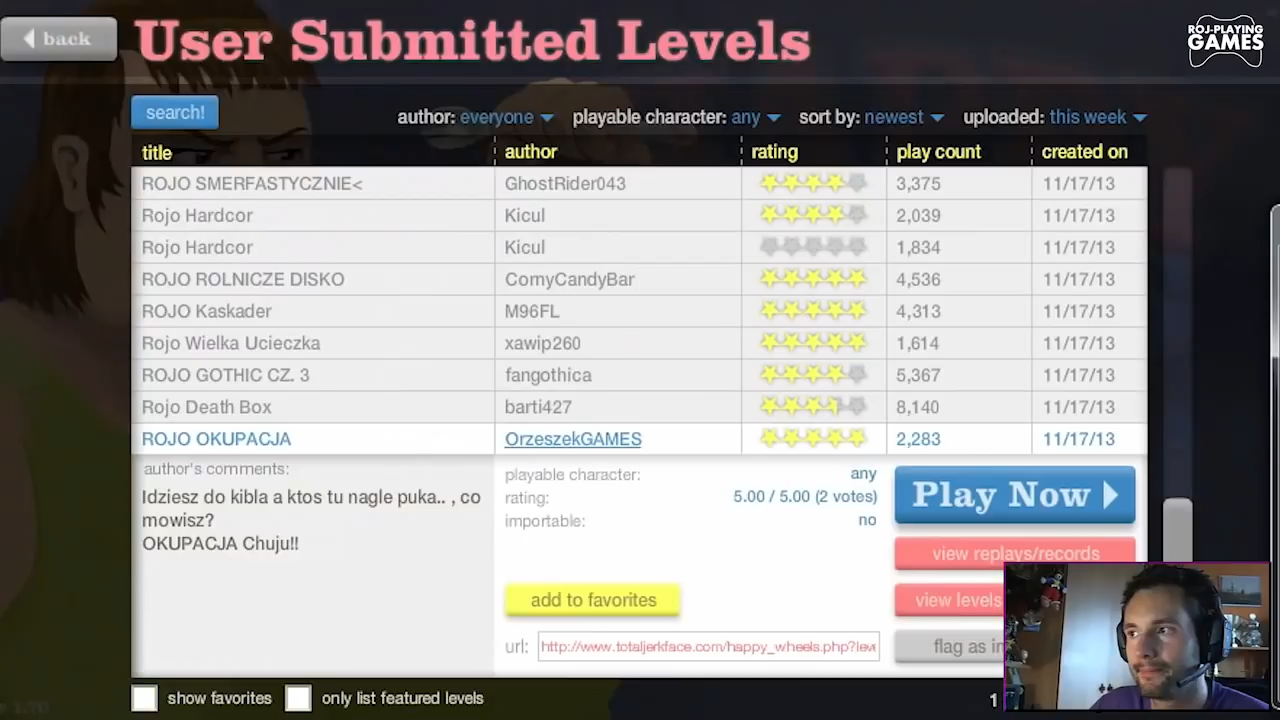 back
User Submitted Levels
ROJ-PLAYING
GAMES
search!
author: everyone playable character: any sort by: newest uploaded: this week
title author rating play count created on
ROJO SMERFASTYCZNIE< GhostRider043 3,375 11/17/13
Rojo Hardcor Kicul 2,039 11/17/13
Rojo Hardcor Kicul 1,834 11/17/13
ROJO ROLNICZE DISKO CornyCandyBar 4,536 11/17/13
ROJO Kaskader M96FL 4,313 11/17/13
Rojo Wielka Ucieczka xawip260 1,614 11/17/13
ROJO GOTHIC CZ. 3 fangothica 5,367 11/17/13
Rojo Death Box barti427 8,140 11/17/13
ROJO OKUPACJA OrzeszekGAMES 2,283 11/17/13
author's comments:
Idziesz do kibla a ktos tu nagle puka.. , co
mowisz?
OKUPACJA Chuju!!
playable character: any
rating: 5.00 / 5.00 (2 votes)
importable: no
add to favorites
url: http://www.totaljerkface.com/happy_wheels.php?lev
Play Now
view replays/records
view levels
flag as in
show favorites only list featured levels
1